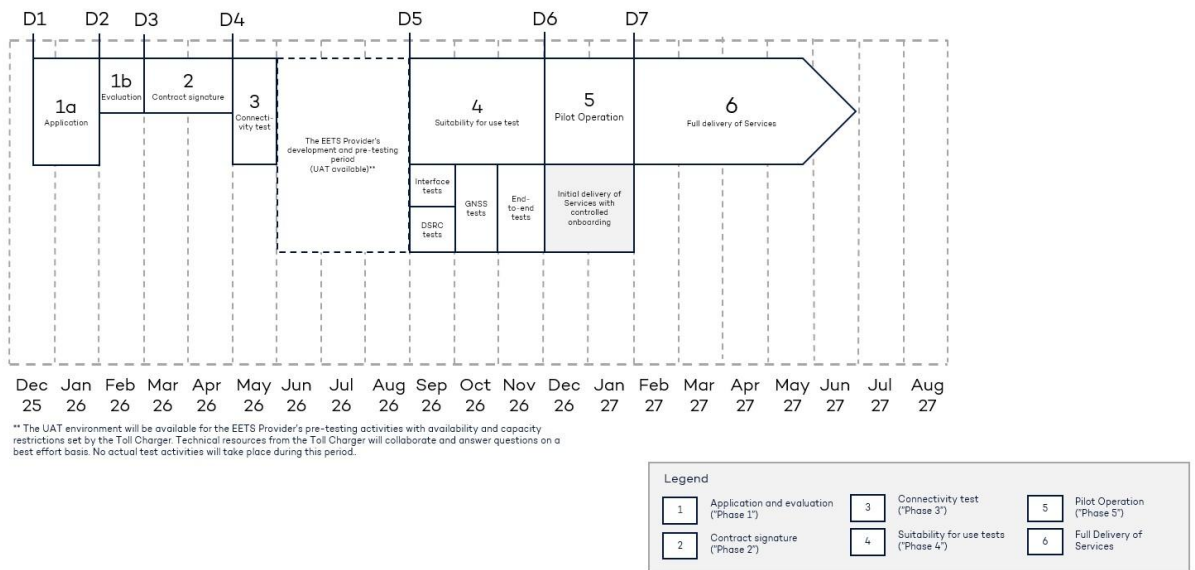 D1 D2 D3 D4 D5 D6 D7
1a
Application
1b
Evaluation
2
Contract signature
3
Connecti-
vity test
The EETS Provider's
development and pre-testing
period
(UAT available)**
4
Suitability for use test
Interface
tests
DSRC
tests
GNSS
tests
End-
to-end
tests
5
Pilot Operation
Initial delivery of
Services with
controlled
onboarding
6
Full delivery of Services
Dec Jan Feb Mar Apr May Jun Jul Aug Sep Oct Nov Dec Jan Feb Mar Apr May Jun Jul Aug
25 26 26 26 26 26 26 26 26 26 26 26 26 27 27 27 27 27 27 27 27
** The UAT environment will be available for the EETS Provider's pre-testing activities with availability and capacity
restrictions set by the Toll Charger. Technical resources from the Toll Charger will collaborate and answer questions on a
best effort basis. No actual test activities will take place during this period..
Legend
1
Application and evaluation
("Phase 1")
2
Contract signature
("Phase 2")
3
Connectivity test
("Phase 3")
4
Suitability for use tests
("Phase 4")
5
Pilot Operation
("Phase 5")
6
Full Delivery of
Services